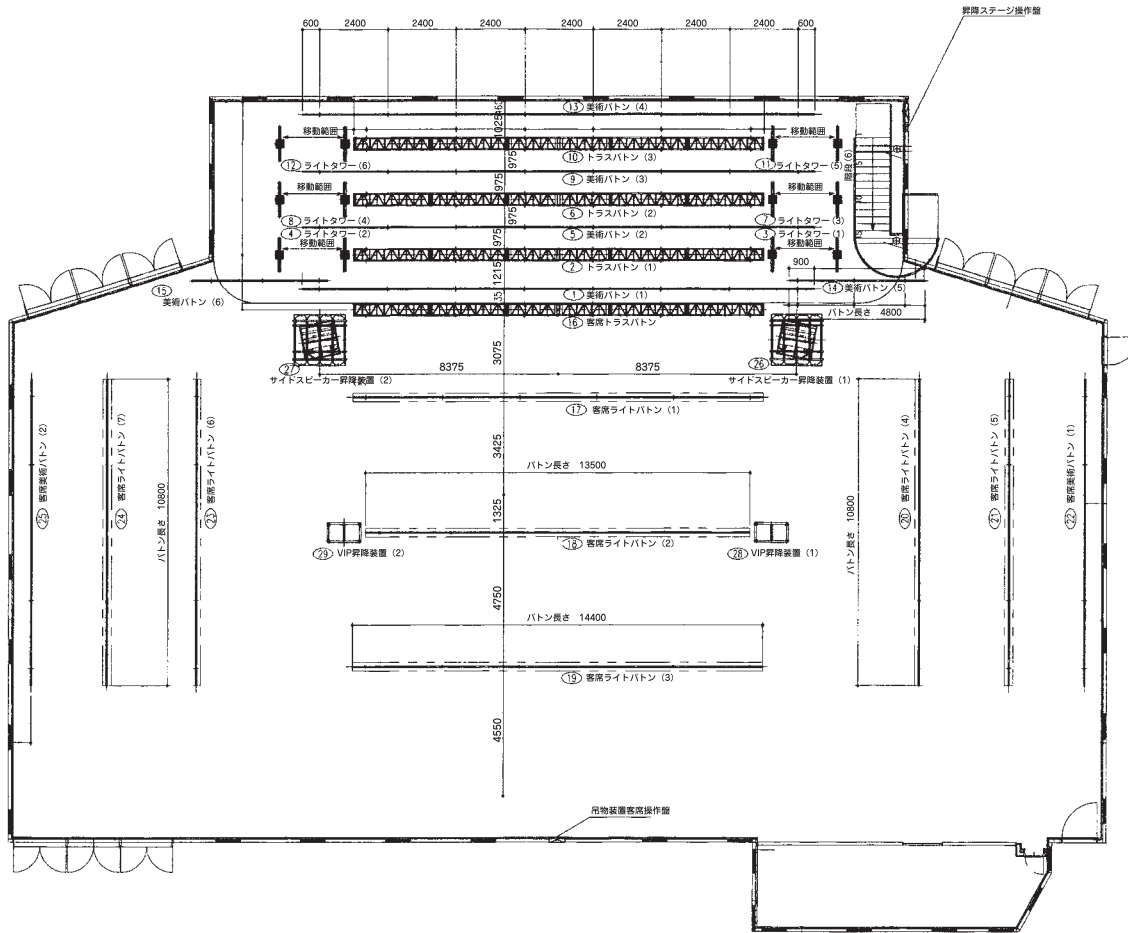 昇降ステージ操作盤
600 2400 2400 2400 2400 2400 2400 2400 600
⑬ 美術バトン (4)
1025
移動範囲 移動範囲
⑩ トラスバトン (3)
⑫ ライトタワー (6)
⑪ ライトタワー (5)
階段 (6)
975
⑨ 美術バトン (3)
975
移動範囲 移動範囲
⑥ トラスバトン (2)
⑧ ライトタワー (4)
⑦ ライトタワー (3)
975
④ ライトタワー (2)
⑤ 美術バトン (2)
③ ライトタワー (1)
移動範囲 移動範囲
975
② トラスバトン (1)
900
1215
⑮ 美術バトン (6)
① 美術バトン (1)
⑭ 美術バトン (5)
⑯ 客席トラスバトン
バトン長さ 4800
3075
㉗ サイドスピーカー昇降装置 (2)
8375 8375
㉖ サイドスピーカー昇降装置 (1)
⑰ 客席ライトバトン (1)
㉕ 客席美術バトン (2)
㉔ 客席ライトバトン (7)
バトン長さ 10800
㉓ 客席ライトバトン (6)
3425
バトン長さ 13500
1325
⑱ 客席ライトバトン (2)
㉙ VIP昇降装置 (2)
㉘ VIP昇降装置 (1)
バトン長さ 10800
⑳ 客席ライトバトン (4)
㉑ 客席ライトバトン (5)
㉒ 客席美術バトン (1)
4750
バトン長さ 14400
⑲ 客席ライトバトン (3)
4550
吊物装置客席操作盤